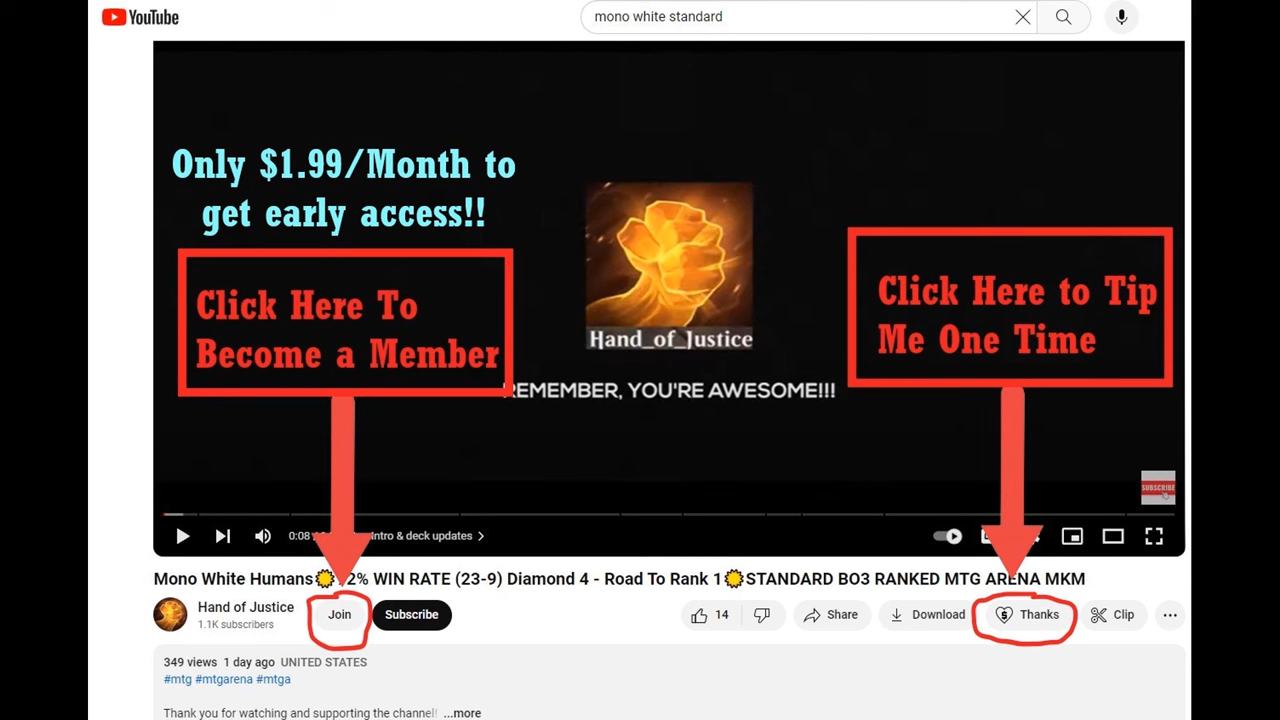 YouTube
mono white standard
Only $1.99/Month to
get early access!!
Click Here To
Become a Member
Click Here to Tip
Me One Time
Hand_of_Justice
REMEMBER, YOU'RE AWESOME!!!
SUBSCRIBE
0:08
Intro & deck updates
Mono White Humans 2% WIN RATE (23-9) Diamond 4 - Road To Rank 1 STANDARD BO3 RANKED MTG ARENA MKM
Hand of Justice
1.1K subscribers
Join
Subscribe
14
Share
Download
Thanks
Clip
349 views 1 day ago UNITED STATES
#mtg #mtgarena #mtga
Thank you for watching and supporting the channel! ...more